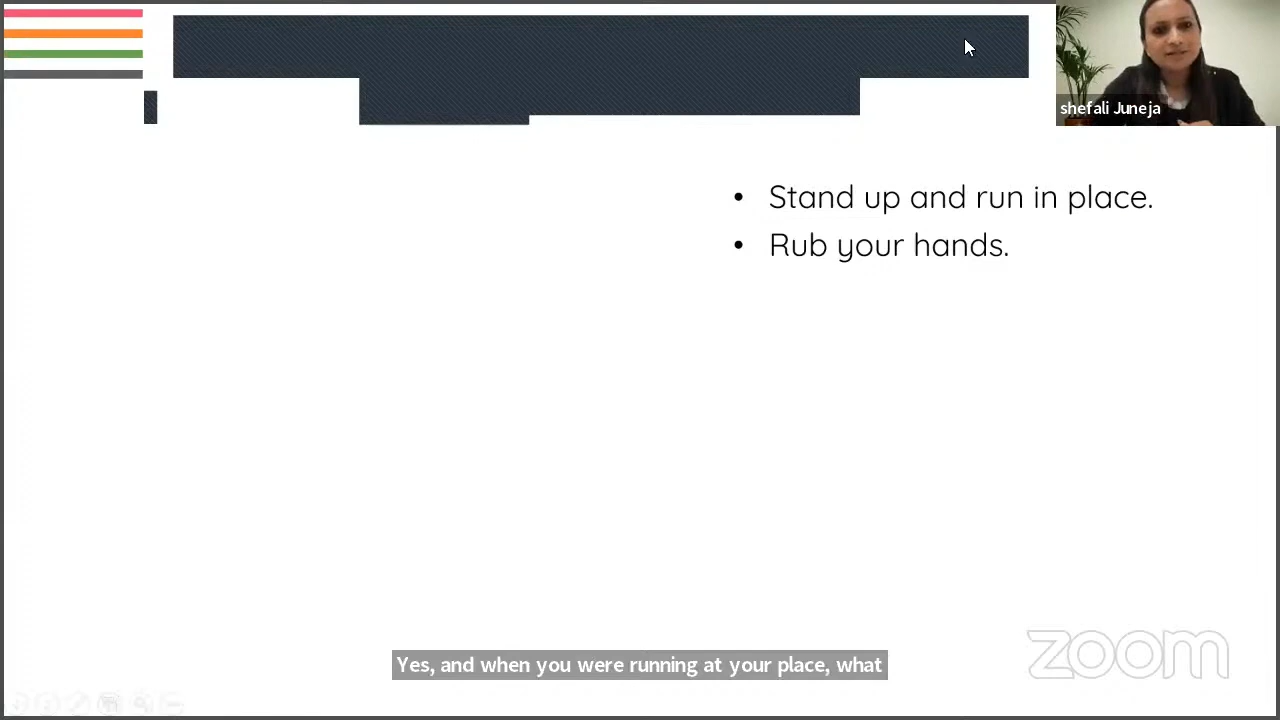 shefali Juneja
• Stand up and run in place.
• Rub your hands.
Yes, and when you were running at your place, what
zoom